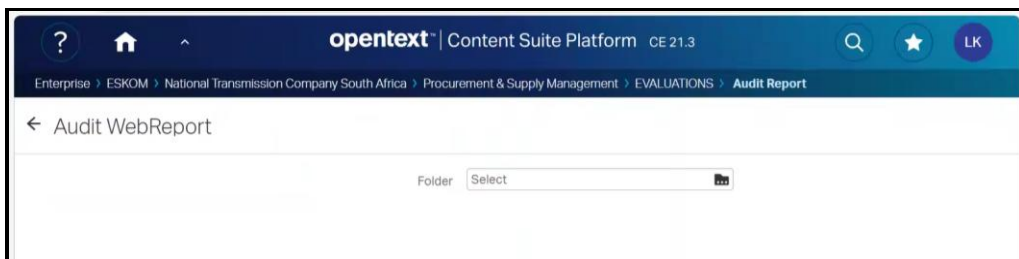 ? opentext™ | Content Suite Platform CE 21.3 LK
Enterprise > ESKOM > National Transmission Company South Africa > Procurement & Supply Management > EVALUATIONS > Audit Report
← Audit WebReport
Folder Select